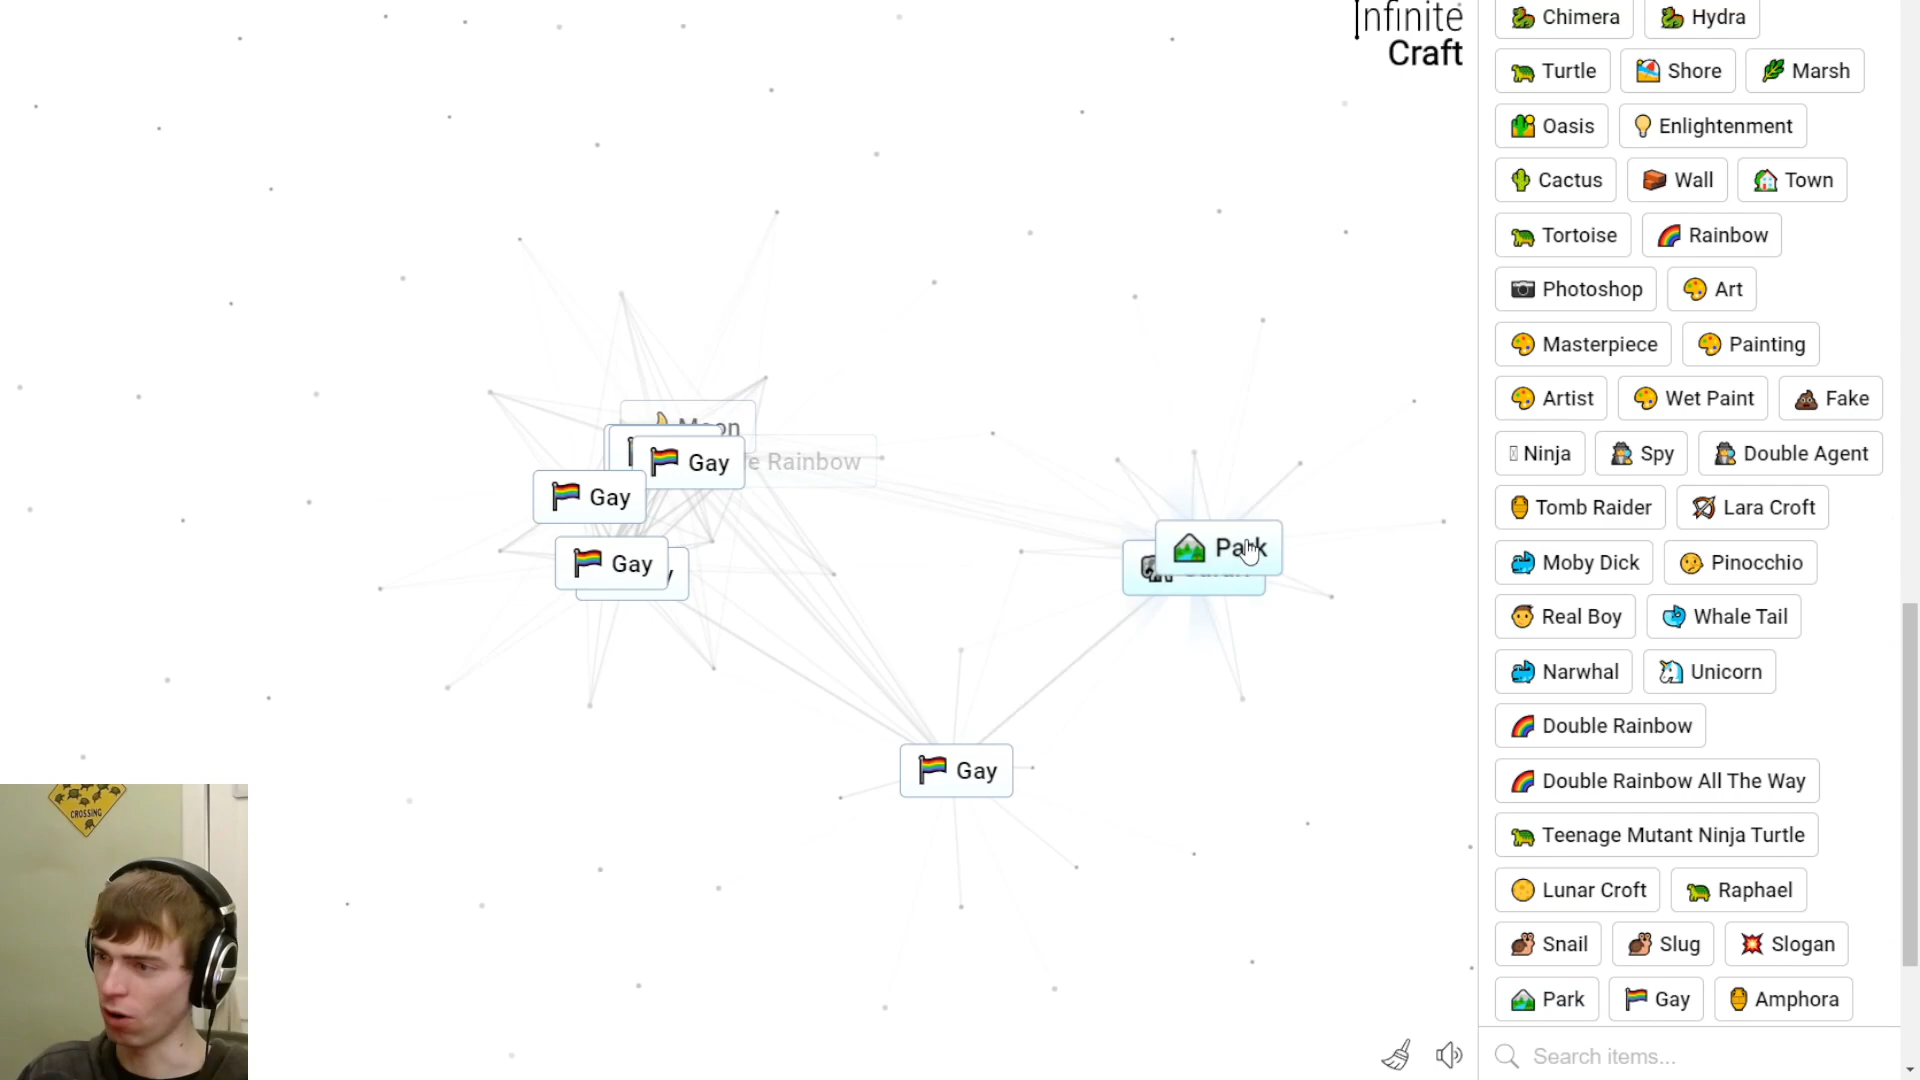 Infinite
Craft
Chimera Hydra
Turtle Shore Marsh
Oasis Enlightenment
Cactus Wall Town
Tortoise Rainbow
Photoshop Art
Masterpiece Painting
Artist Wet Paint Fake
Ninja Spy Double Agent
Tomb Raider Lara Croft
Moby Dick Pinocchio
Real Boy Whale Tail
Narwhal Unicorn
Double Rainbow
Double Rainbow All The Way
Teenage Mutant Ninja Turtle
Lunar Croft Raphael
Snail Slug Slogan
Park Gay Amphora
Search items...
Moon
Gay
Rainbow
Gay
Gay
Park
Gay
CROSSING